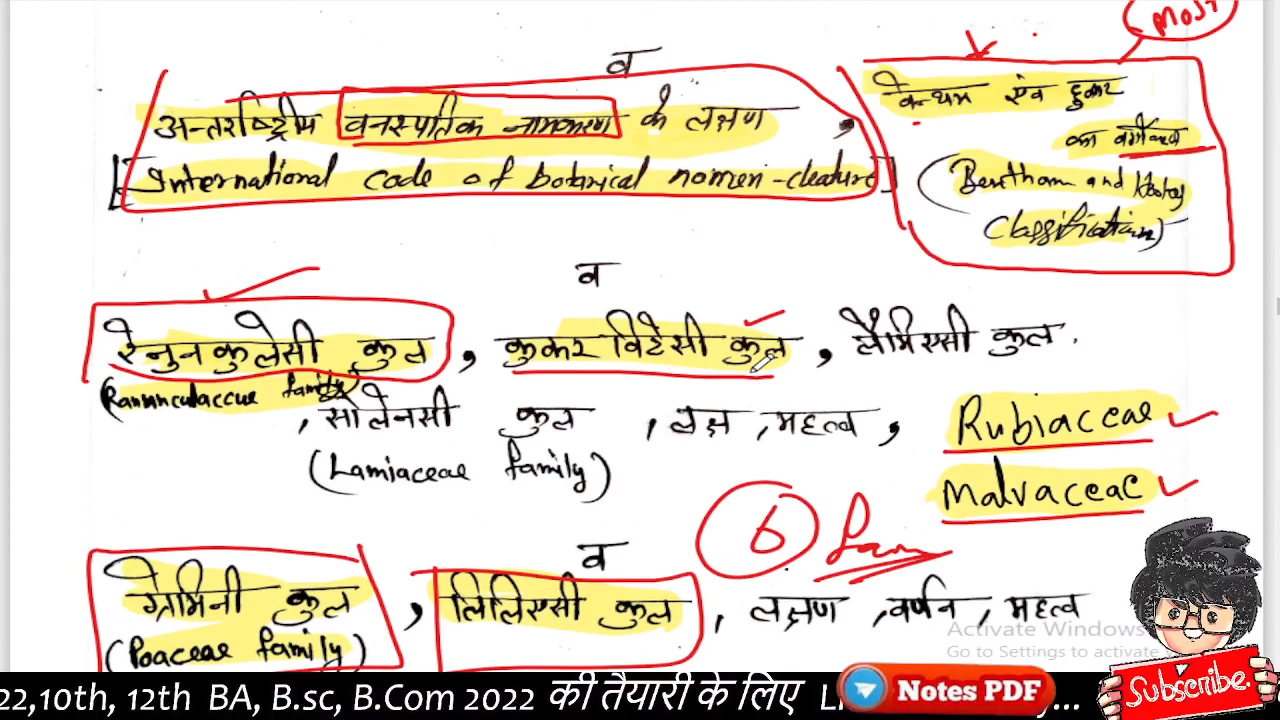 Most
व
अन्तर्राष्ट्रीय वनस्पतिक नामकरण के लक्षण,
[International code of botanical nomen-clature]
बेन्थम एंव हुकर
का वर्गीकरण
(Bentham and Hooker
Classification)
व
रेनुनकुलेसी कुल, कुकर विटेसी कुल, लैमिएसी कुल.
(Rananculaccue family)
, सोलेनसी कुल, लक्ष, महत्व,
(Lamiaceae family)
Rubiaceae
Malvaceae
6 fam
व
ग्रेमिनी कुल, लिलिएसी कुल, लक्षण, वर्णन, महत्व
(Poaceae family)
Activate Windows
Go to Settings to activate
22,10th, 12th BA, B.sc, B.Com 2022 की तैयारी के लिए
Notes PDF
Subscribe